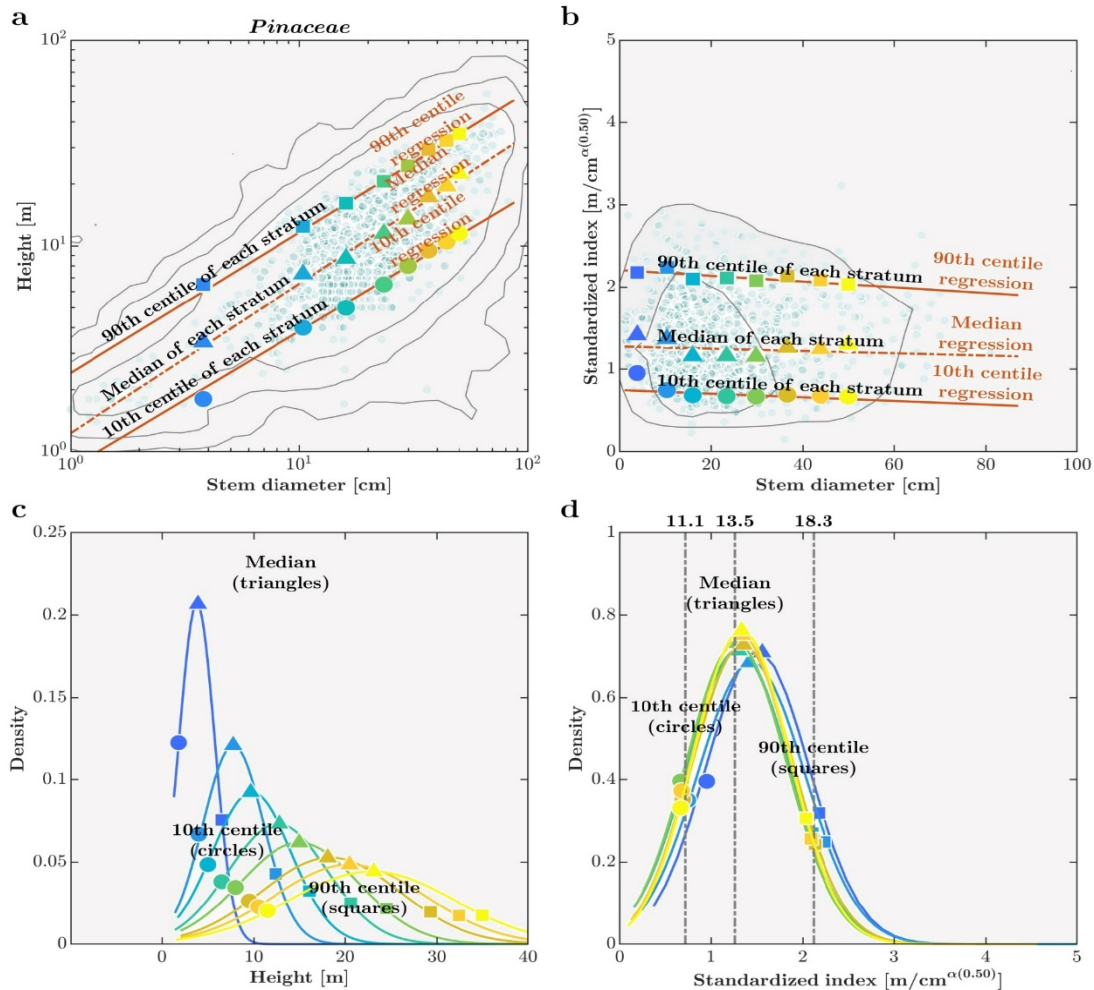 a
Pinaceae
b
10²
10¹
10⁰
Height [m]
90th centile
regression
Median
regression
10th centile
regression
90th centile of each stratum
Median of each stratum
10th centile of each stratum
10⁰ 10¹ 10²
Stem diameter [cm]
5
4
3
2
1
0
Standardized index [m/cm^α(0.50)]
90th centile of each stratum
90th centile
regression
Median of each stratum
Median
regression
10th centile of each stratum
10th centile
regression
0 20 40 60 80 100
Stem diameter [cm]
c
0.25
0.2
0.15
0.1
0.05
0
Density
Median
(triangles)
10th centile
(circles)
90th centile
(squares)
0 10 20 30 40
Height [m]
d
11.1 13.5 18.3
1
0.8
0.6
0.4
0.2
0
Density
Median
(triangles)
10th centile
(circles)
90th centile
(squares)
0 1 2 3 4 5
Standardized index [m/cm^α(0.50)]